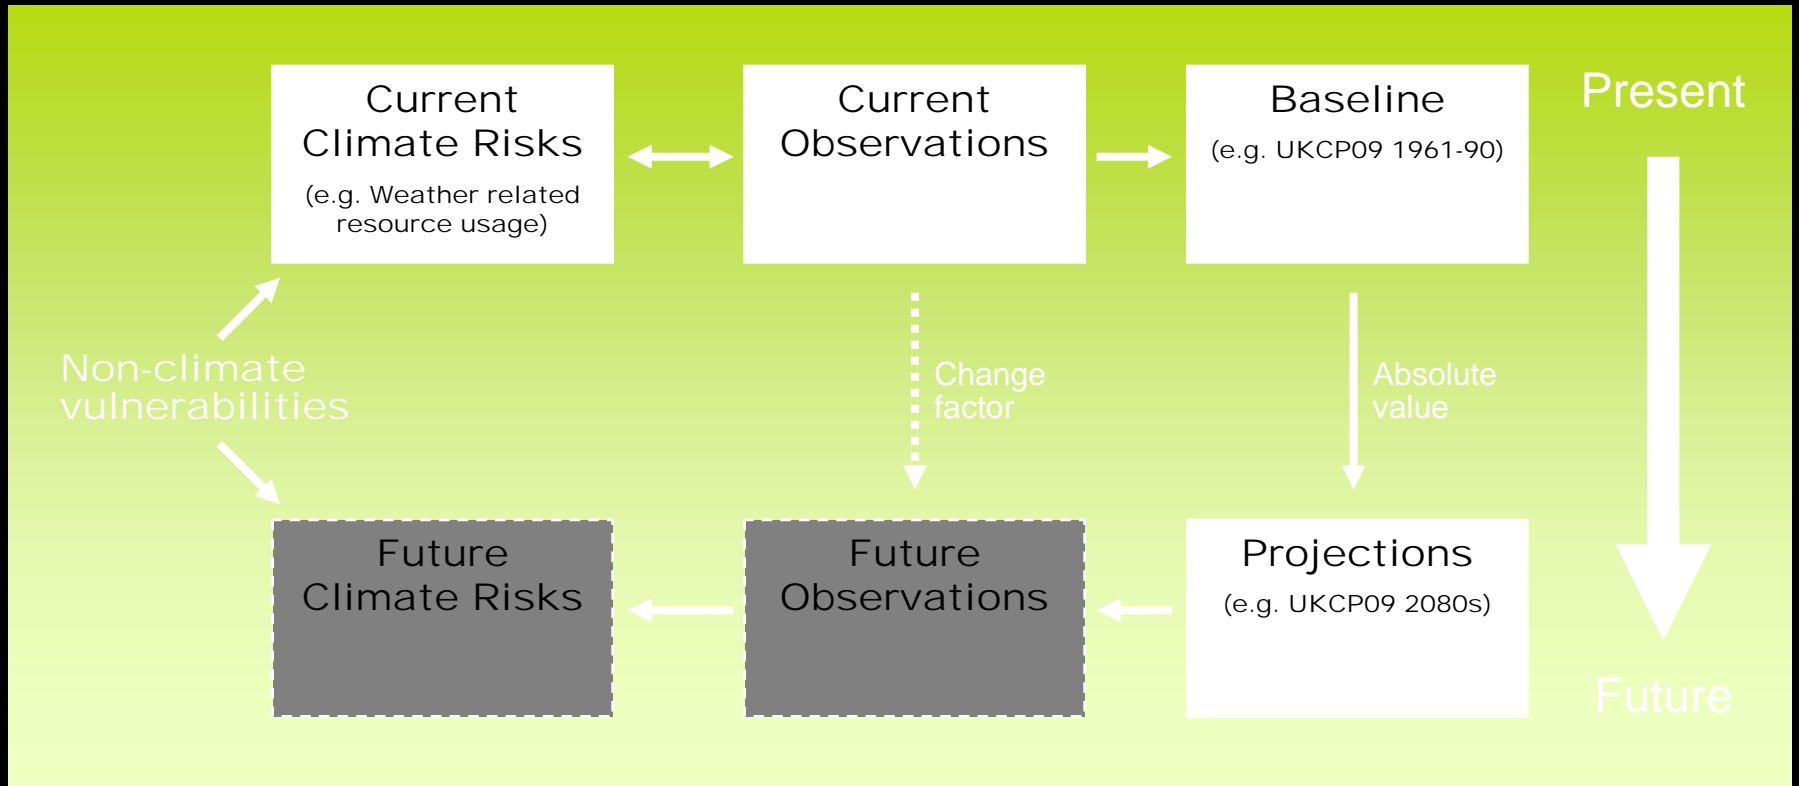 Current
Climate Risks
(e.g. Weather related
resource usage)
Current
Observations
Baseline
(e.g. UKCP09 1961-90)
Present
Non-climate
vulnerabilities
Change
factor
Absolute
value
Future
Climate Risks
Future
Observations
Projections
(e.g. UKCP09 2080s)
Future